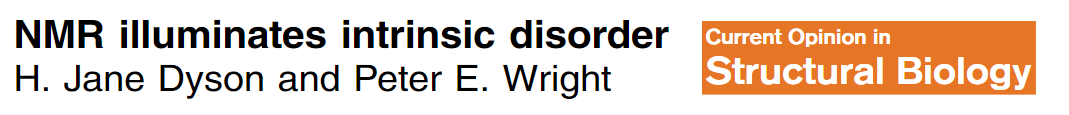 NMR illuminates intrinsic disorder
H. Jane Dyson and Peter E. Wright
Current Opinion in
Structural Biology